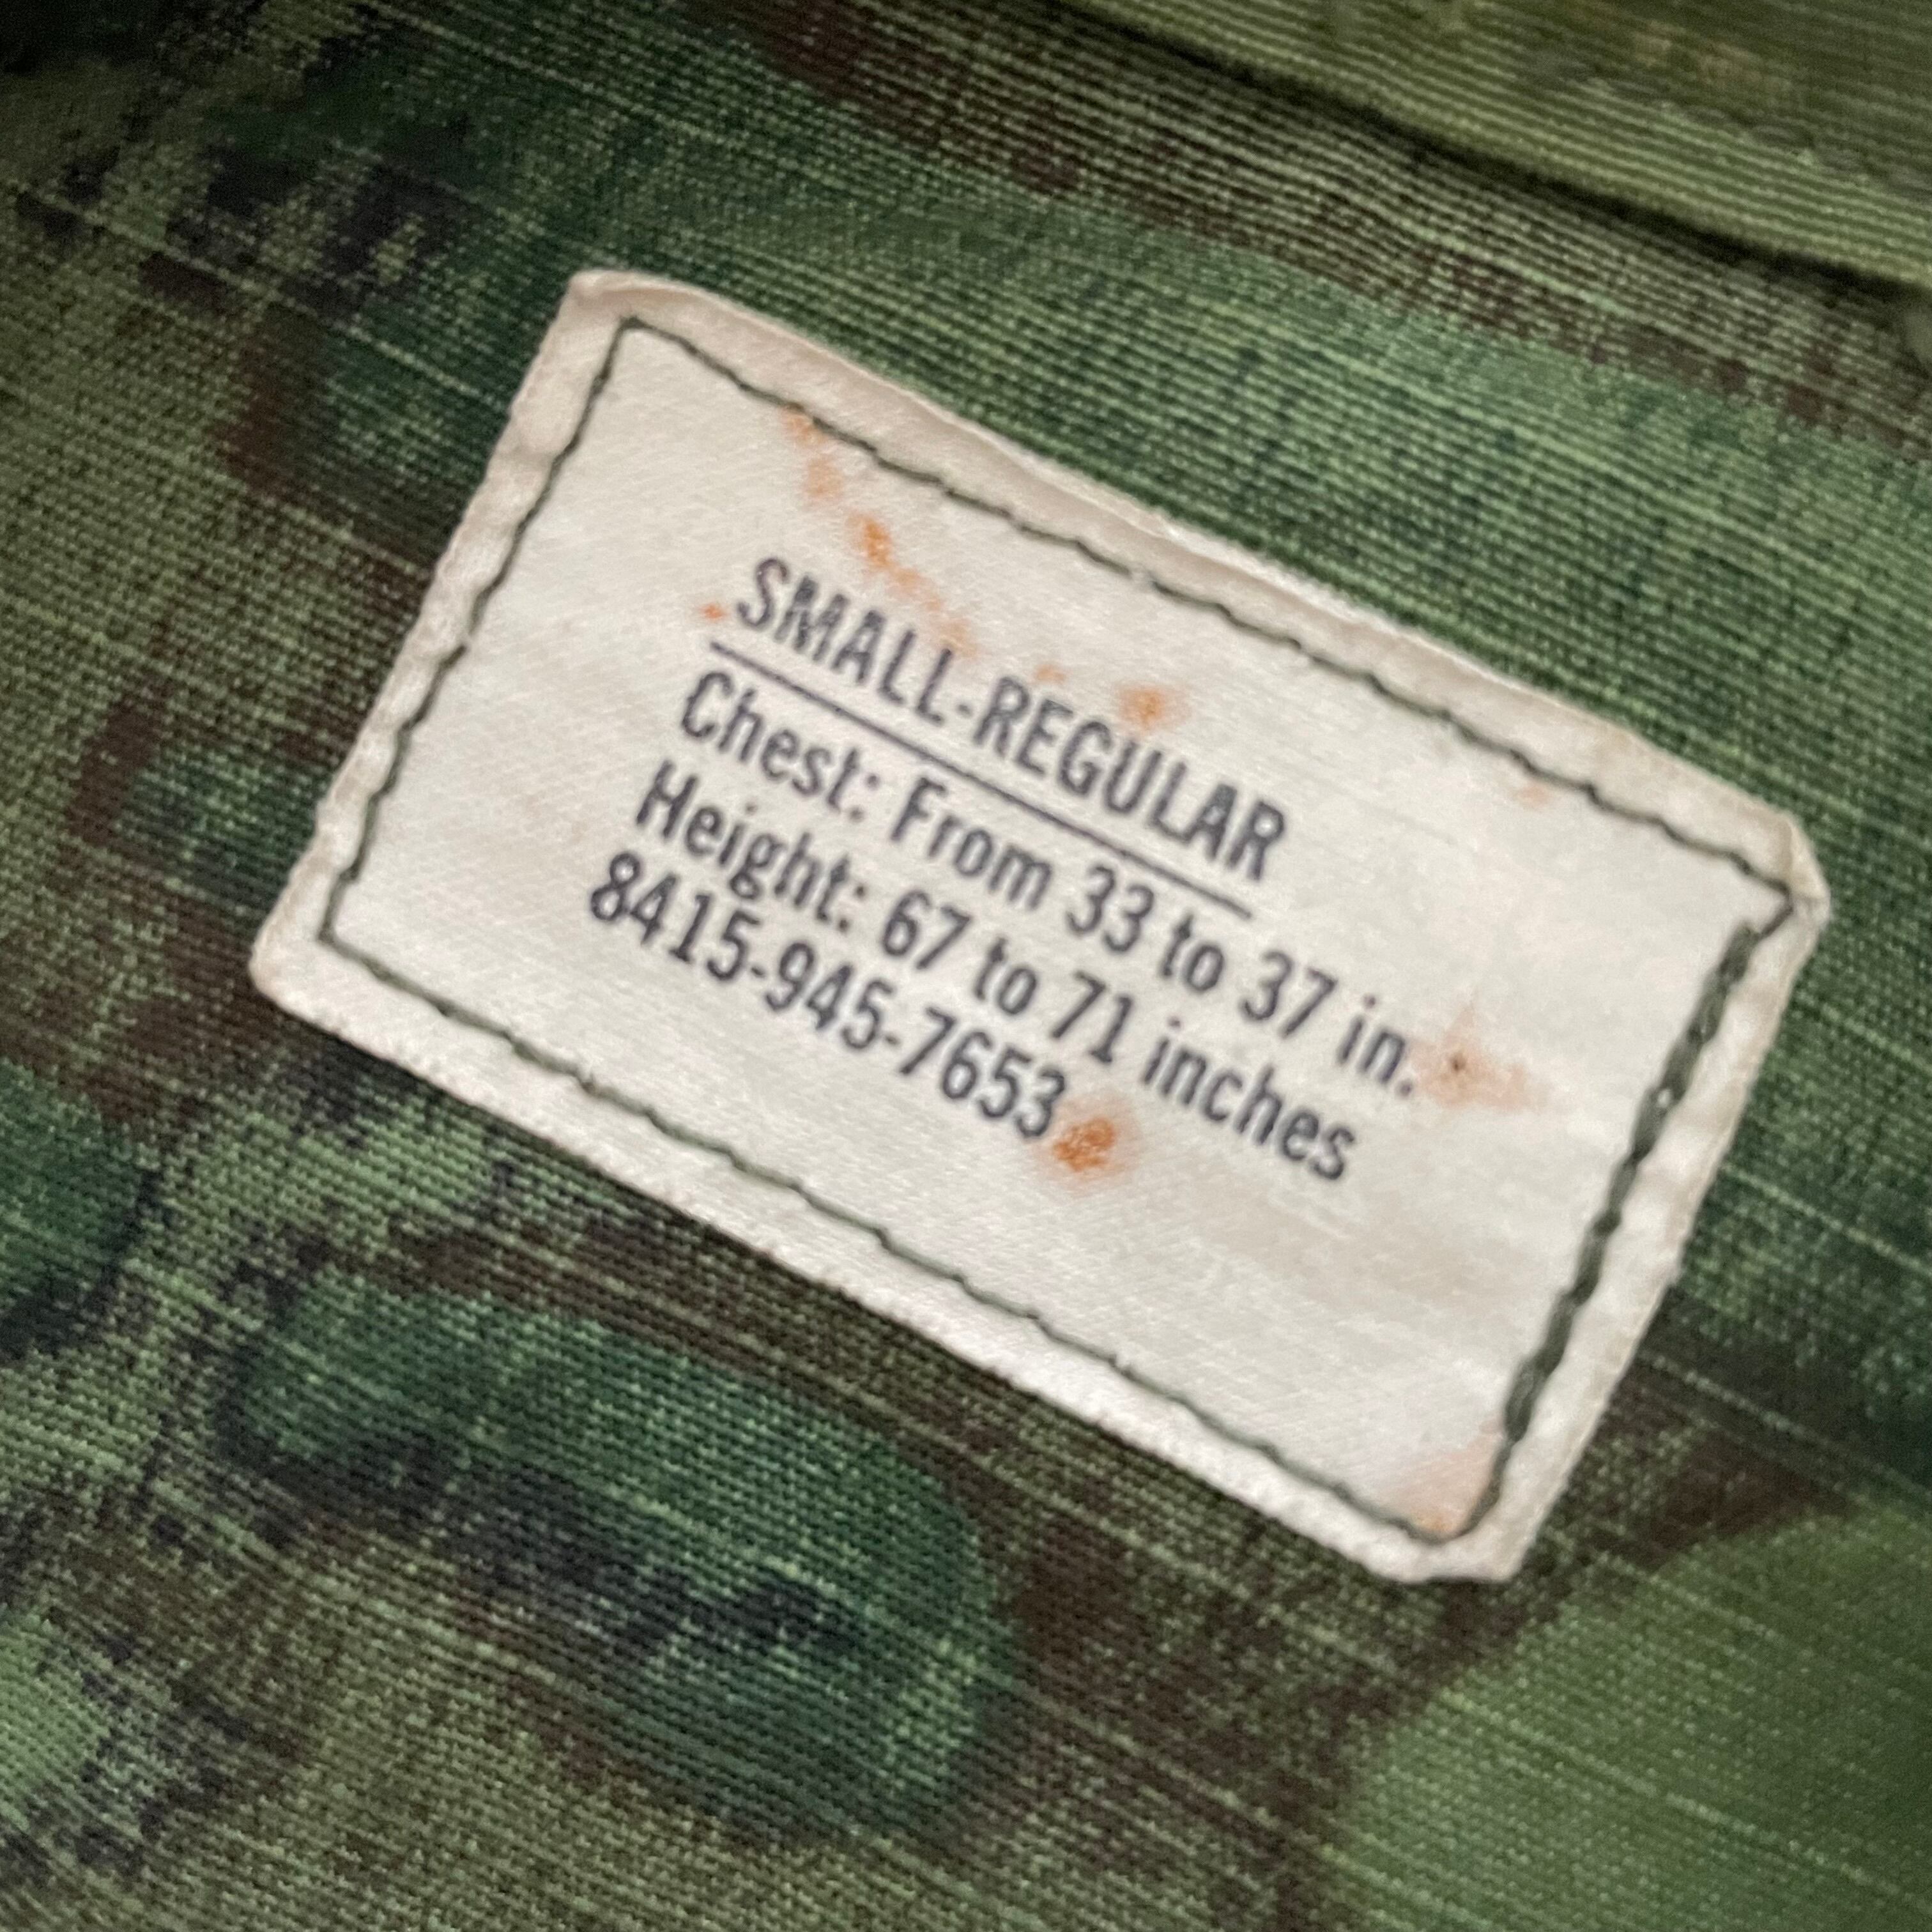 SMALL-REGULAR
Chest: From 33 to 37 in.
Height: 67 to 71 inches
8415-945-7653